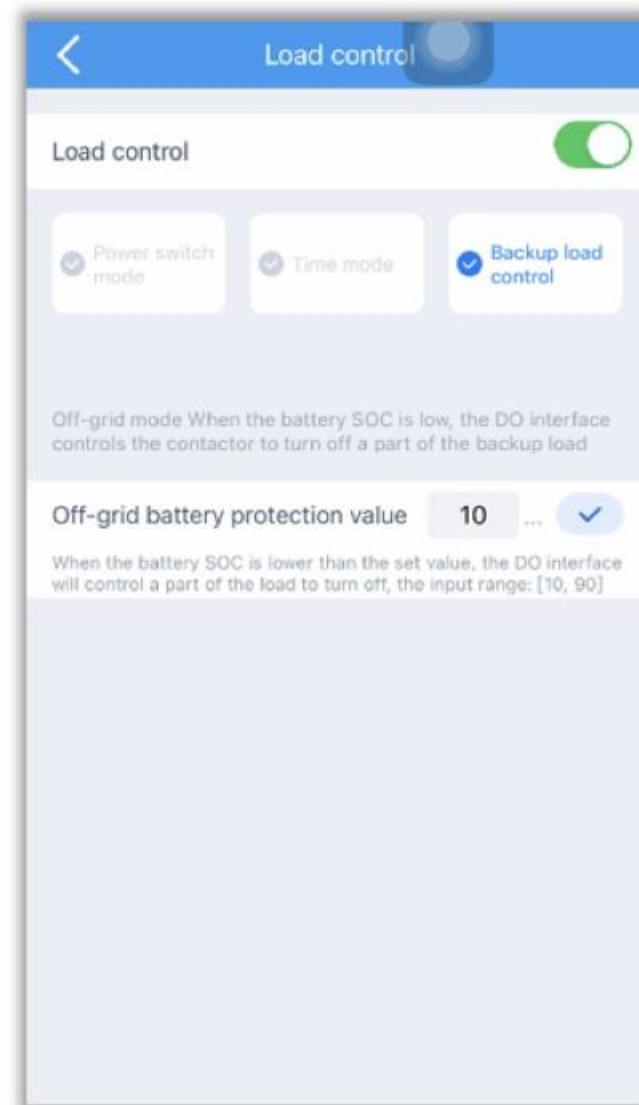 Load control
Load control
Power switch
mode
Time mode
Backup load
control
Off-grid mode When the battery SOC is low, the DO interface
controls the contactor to turn off a part of the backup load
Off-grid battery protection value 10 ...
When the battery SOC is lower than the set value, the DO interface
will control a part of the load to turn off, the input range: [10, 90]